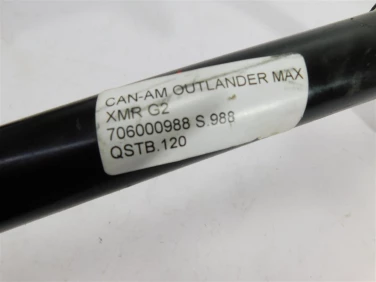 CAN-AM OUTLANDER MAX
XMR G2
706000988 S.988
QSTB.120